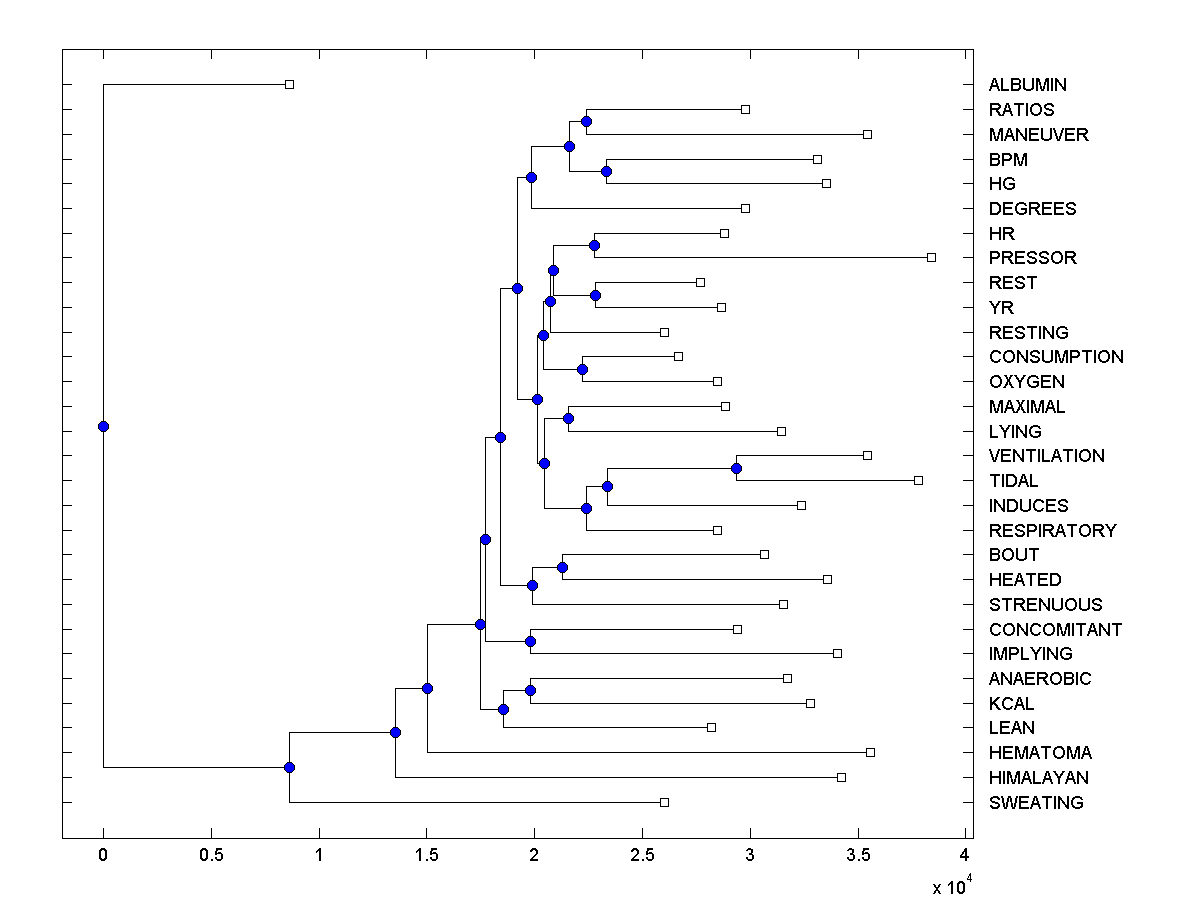 ALBUMIN
RATIOS
MANEUVER
BPM
HG
DEGREES
HR
PRESSOR
REST
YR
RESTING
CONSUMPTION
OXYGEN
MAXIMAL
LYING
VENTILATION
TIDAL
INDUCES
RESPIRATORY
BOUT
HEATED
STRENUOUS
CONCOMITANT
IMPLYING
ANAEROBIC
KCAL
LEAN
HEMATOMA
HIMALAYAN
SWEATING
0 0.5 1 1.5 2 2.5 3 3.5 4
x 10^4